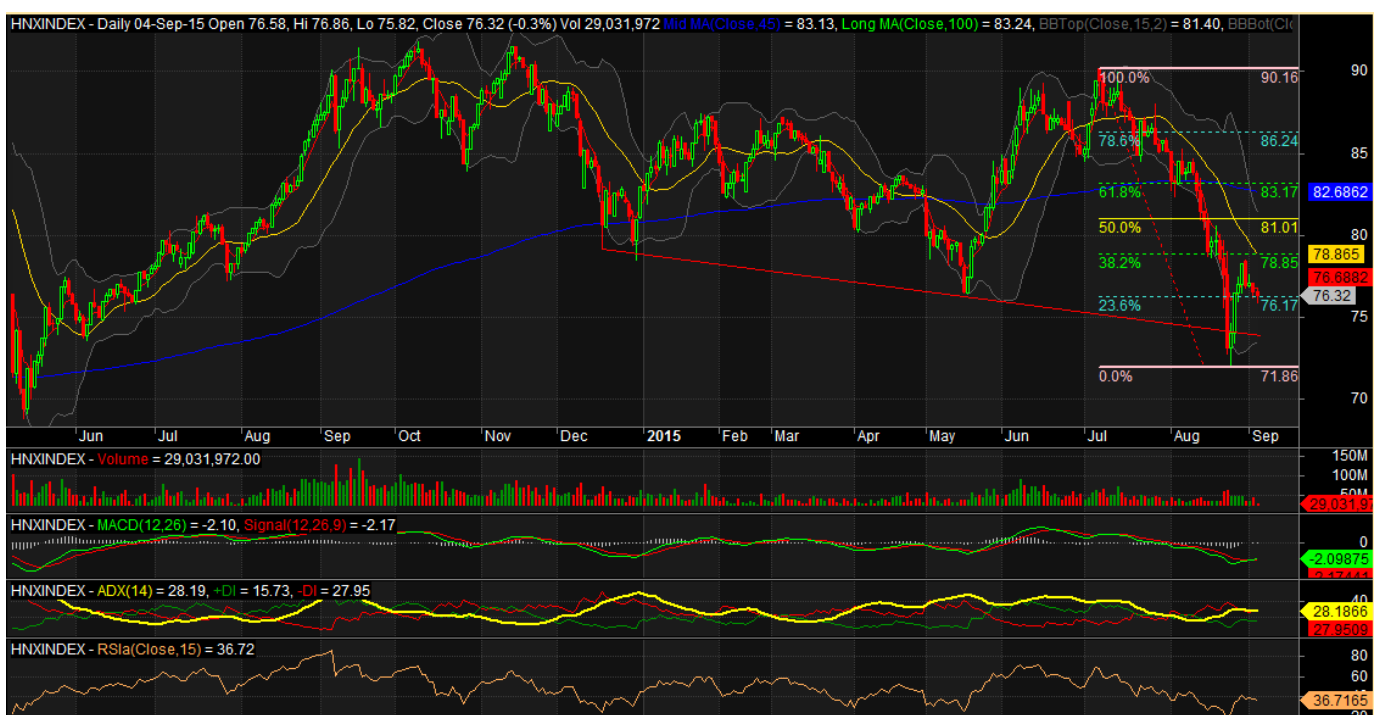 HNXINDEX - Daily 04-Sep-15 Open 76.58, Hi 76.86, Lo 75.82, Close 76.32 (-0.3%) Vol 29,031,972 Mid MA(Close,45) = 83.13, Long MA(Close,100) = 83.24, BBTop(Close,15,2) = 81.40, BBBot(Clo
90
100.0% 90.16
78.6% 86.24
85
61.8% 83.17
82.6862
50.0% 81.01
80
78.865
38.2% 78.85
76.6882
76.32
23.6% 76.17
75
0.0% 71.86
70
Jun Jul Aug Sep Oct Nov Dec 2015 Feb Mar Apr May Jun Jul Aug Sep
HNXINDEX - Volume = 29,031,972.00
150M
100M
50M
29,031,97
HNXINDEX - MACD(12,26) = -2.10, Signal(12,26,9) = -2.17
0
-2.09875
HNXINDEX - ADX(14) = 28.19, +DI = 15.73, -DI = 27.95
40
28.1866
27.9509
HNXINDEX - RSIa(Close,15) = 36.72
80
60
36.7165
20